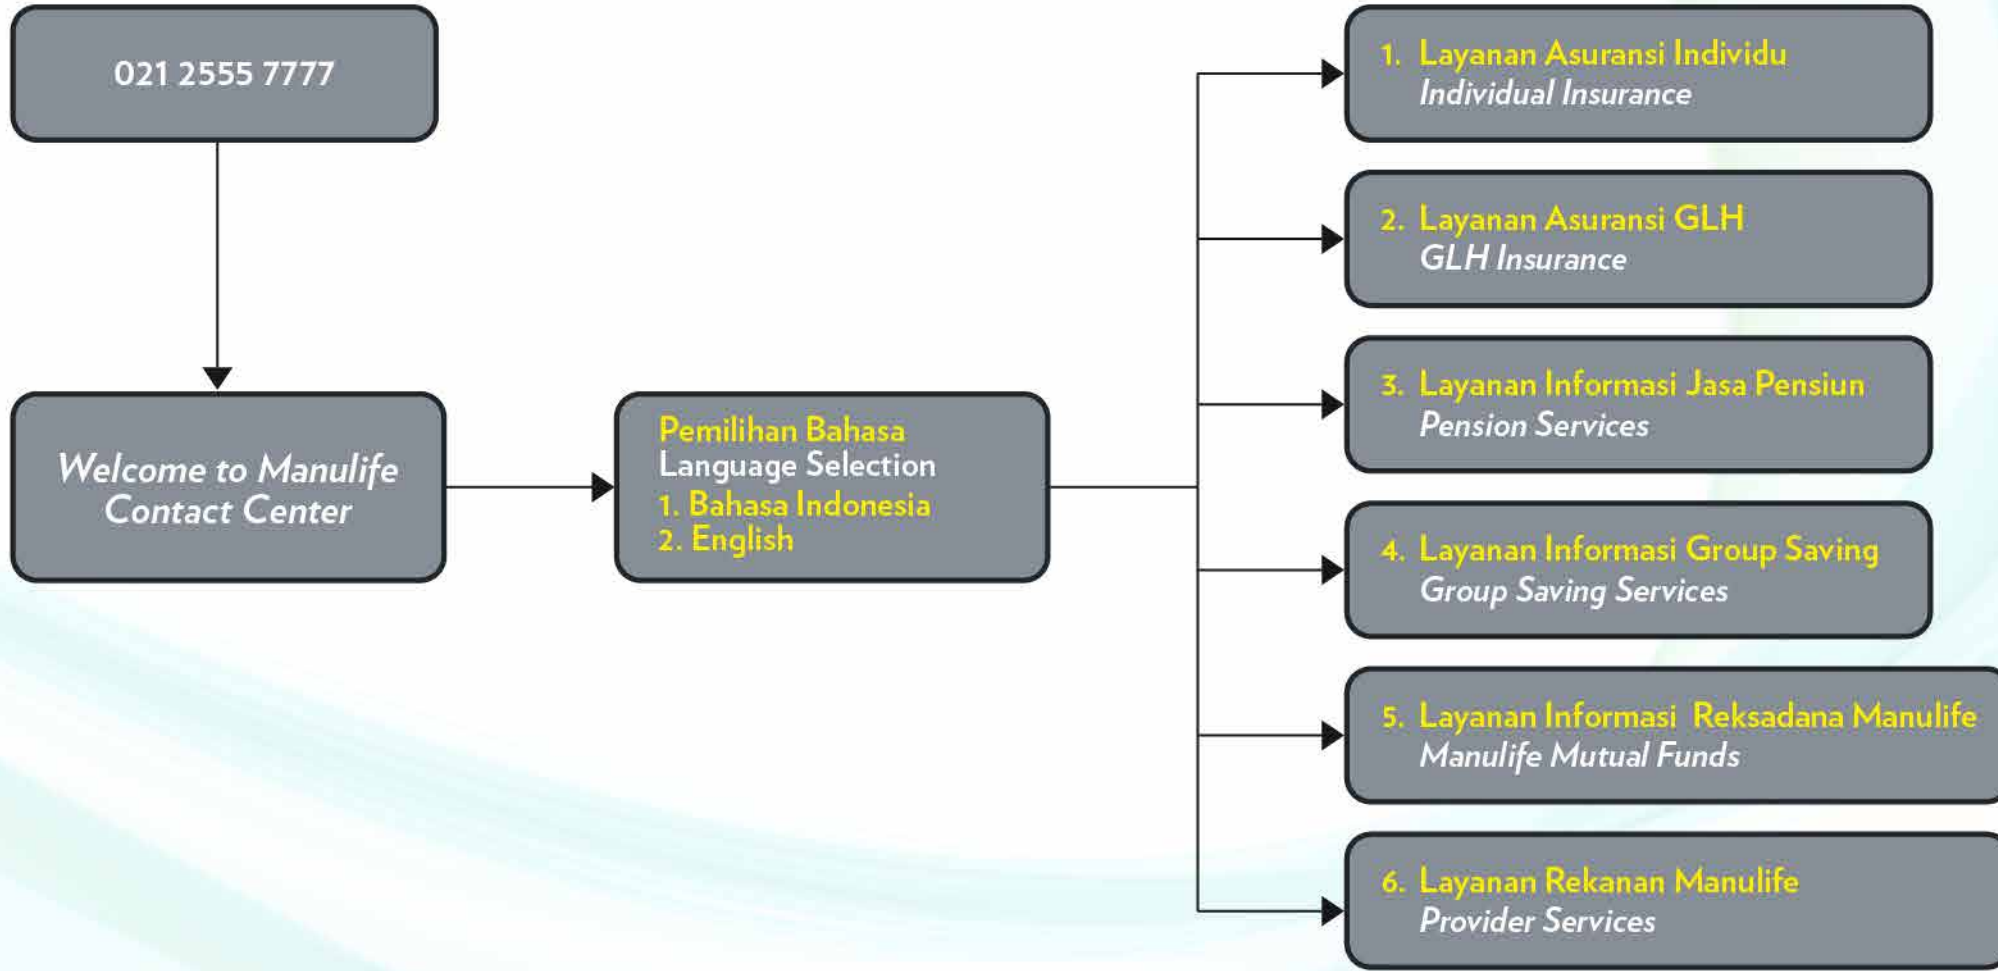 021 2555 7777
Welcome to Manulife
Contact Center
Pemilihan Bahasa
Language Selection
1. Bahasa Indonesia
2. English
1. Layanan Asuransi Individu
Individual Insurance
2. Layanan Asuransi GLH
GLH Insurance
3. Layanan Informasi Jasa Pensiun
Pension Services
4. Layanan Informasi Group Saving
Group Saving Services
5. Layanan Informasi Reksadana Manulife
Manulife Mutual Funds
6. Layanan Rekanan Manulife
Provider Services